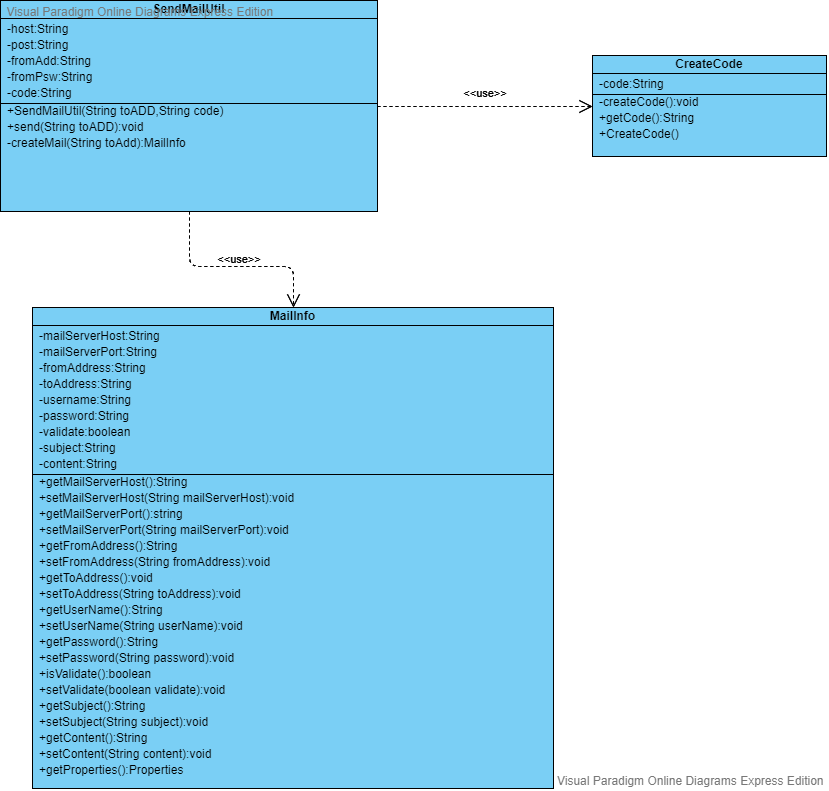 Visual Paradigm Online Diagrams Express Edition
SendMailUtil
-host:String
-post:String
-fromAdd:String
-fromPsw:String
-code:String
+SendMailUtil(String toADD,String code)
+send(String toADD):void
-createMail(String toAdd):MailInfo
<<use>>
CreateCode
-code:String
-createCode():void
+getCode():String
+CreateCode()
<<use>>
MailInfo
-mailServerHost:String
-mailServerPort:String
-fromAddress:String
-toAddress:String
-username:String
-password:String
-validate:boolean
-subject:String
-content:String
+getMailServerHost():String
+setMailServerHost(String mailServerHost):void
+getMailServerPort():string
+setMailServerPort(String mailServerPort):void
+getFromAddress():String
+setFromAddress(String fromAddress):void
+getToAddress():void
+setToAddress(String toAddress):void
+getUserName():String
+setUserName(String userName):void
+getPassword():String
+setPassword(String password):void
+isValidate():boolean
+setValidate(boolean validate):void
+getSubject():String
+setSubject(String subject):void
+getContent():String
+setContent(String content):void
+getProperties():Properties
Visual Paradigm Online Diagrams Express Edition